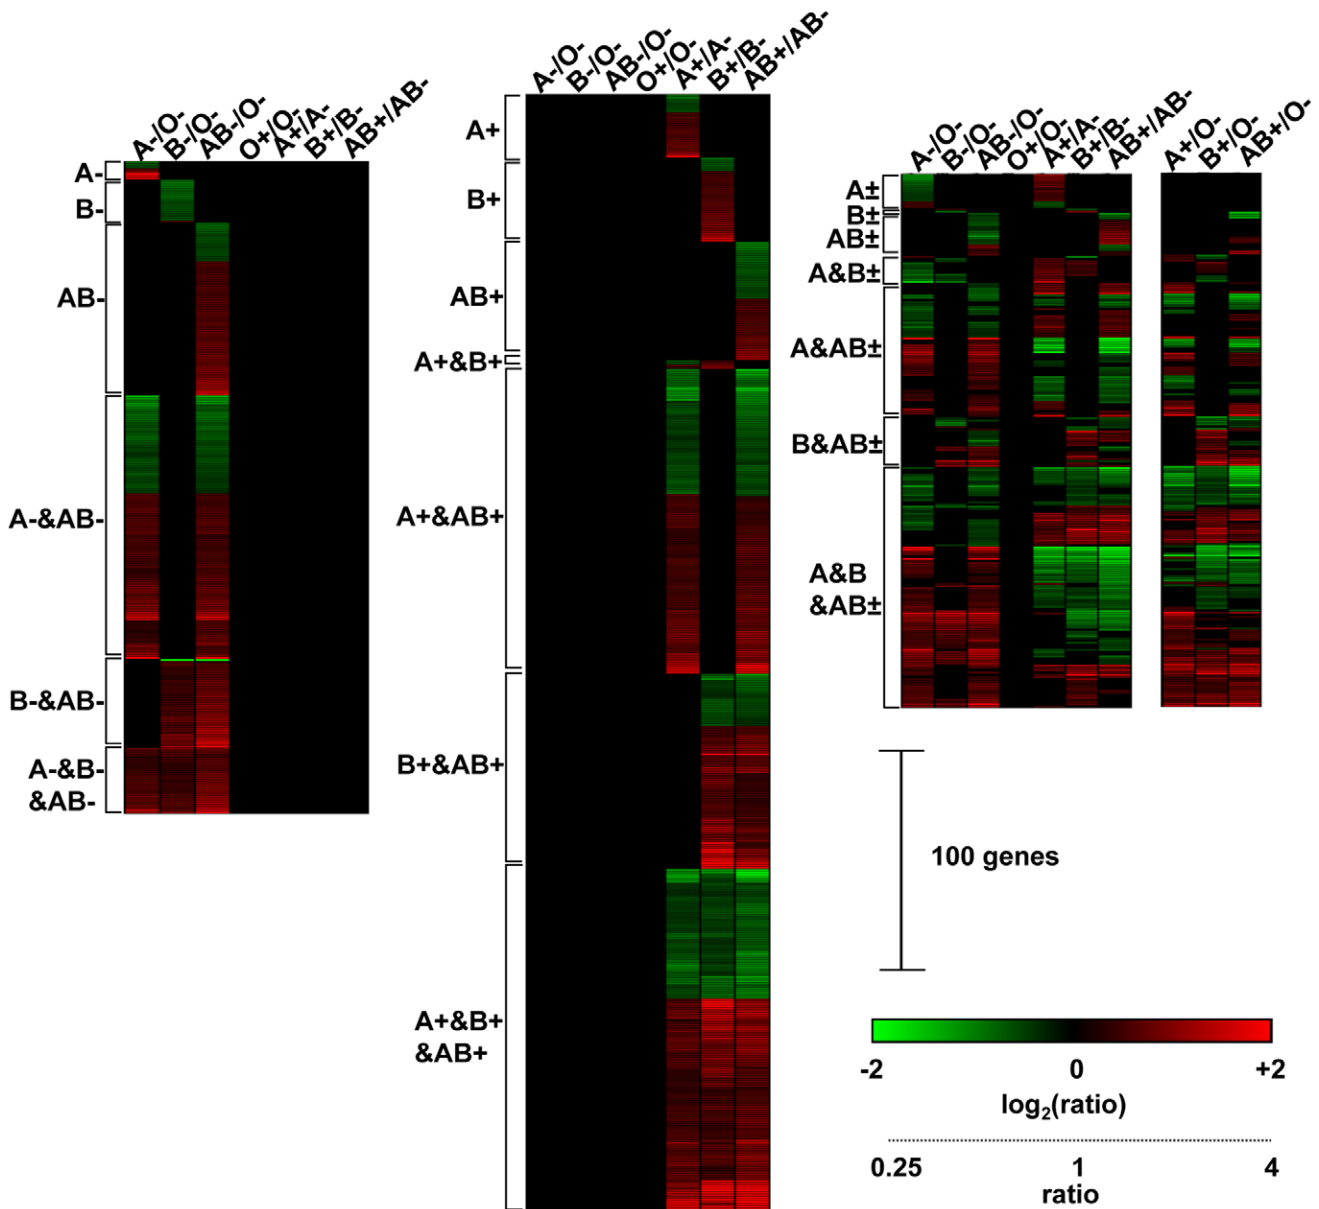 A-/O-
B-/O-
AB-/O-
O+/O-
A+/A-
B+/B-
AB+/AB-
A-
B-
AB-
A-&AB-
B-&AB-
A-&B-
&AB-
A-/O-
B-/O-
AB-/O-
O+/O-
A+/A-
B+/B-
AB+/AB-
A+
B+
AB+
A+&B+
A+&AB+
B+&AB+
A+&B+
&AB+
A-/O-
B-/O-
AB-/O-
O+/O-
A+/A-
B+/B-
AB+/AB-
A+/O-
B+/O-
AB+/O-
A±
B±
AB±
A&B±
A&AB±
B&AB±
A&B
&AB±
100 genes
-2 0 +2
log₂(ratio)
0.25 1 4
ratio